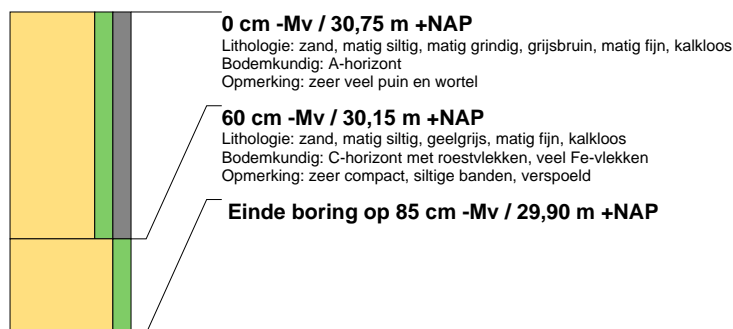 0 cm -Mv / 30,75 m +NAP
Lithologie: zand, matig siltig, matig grindig, grijsbruin, matig fijn, kalkloos
Bodemkundig: A-horizont
Opmerking: zeer veel puin en wortel
60 cm -Mv / 30,15 m +NAP
Lithologie: zand, matig siltig, geelgrijs, matig fijn, kalkloos
Bodemkundig: C-horizont met roestvlekken, veel Fe-vlekken
Opmerking: zeer compact, siltige banden, verspoeld
Einde boring op 85 cm -Mv / 29,90 m +NAP